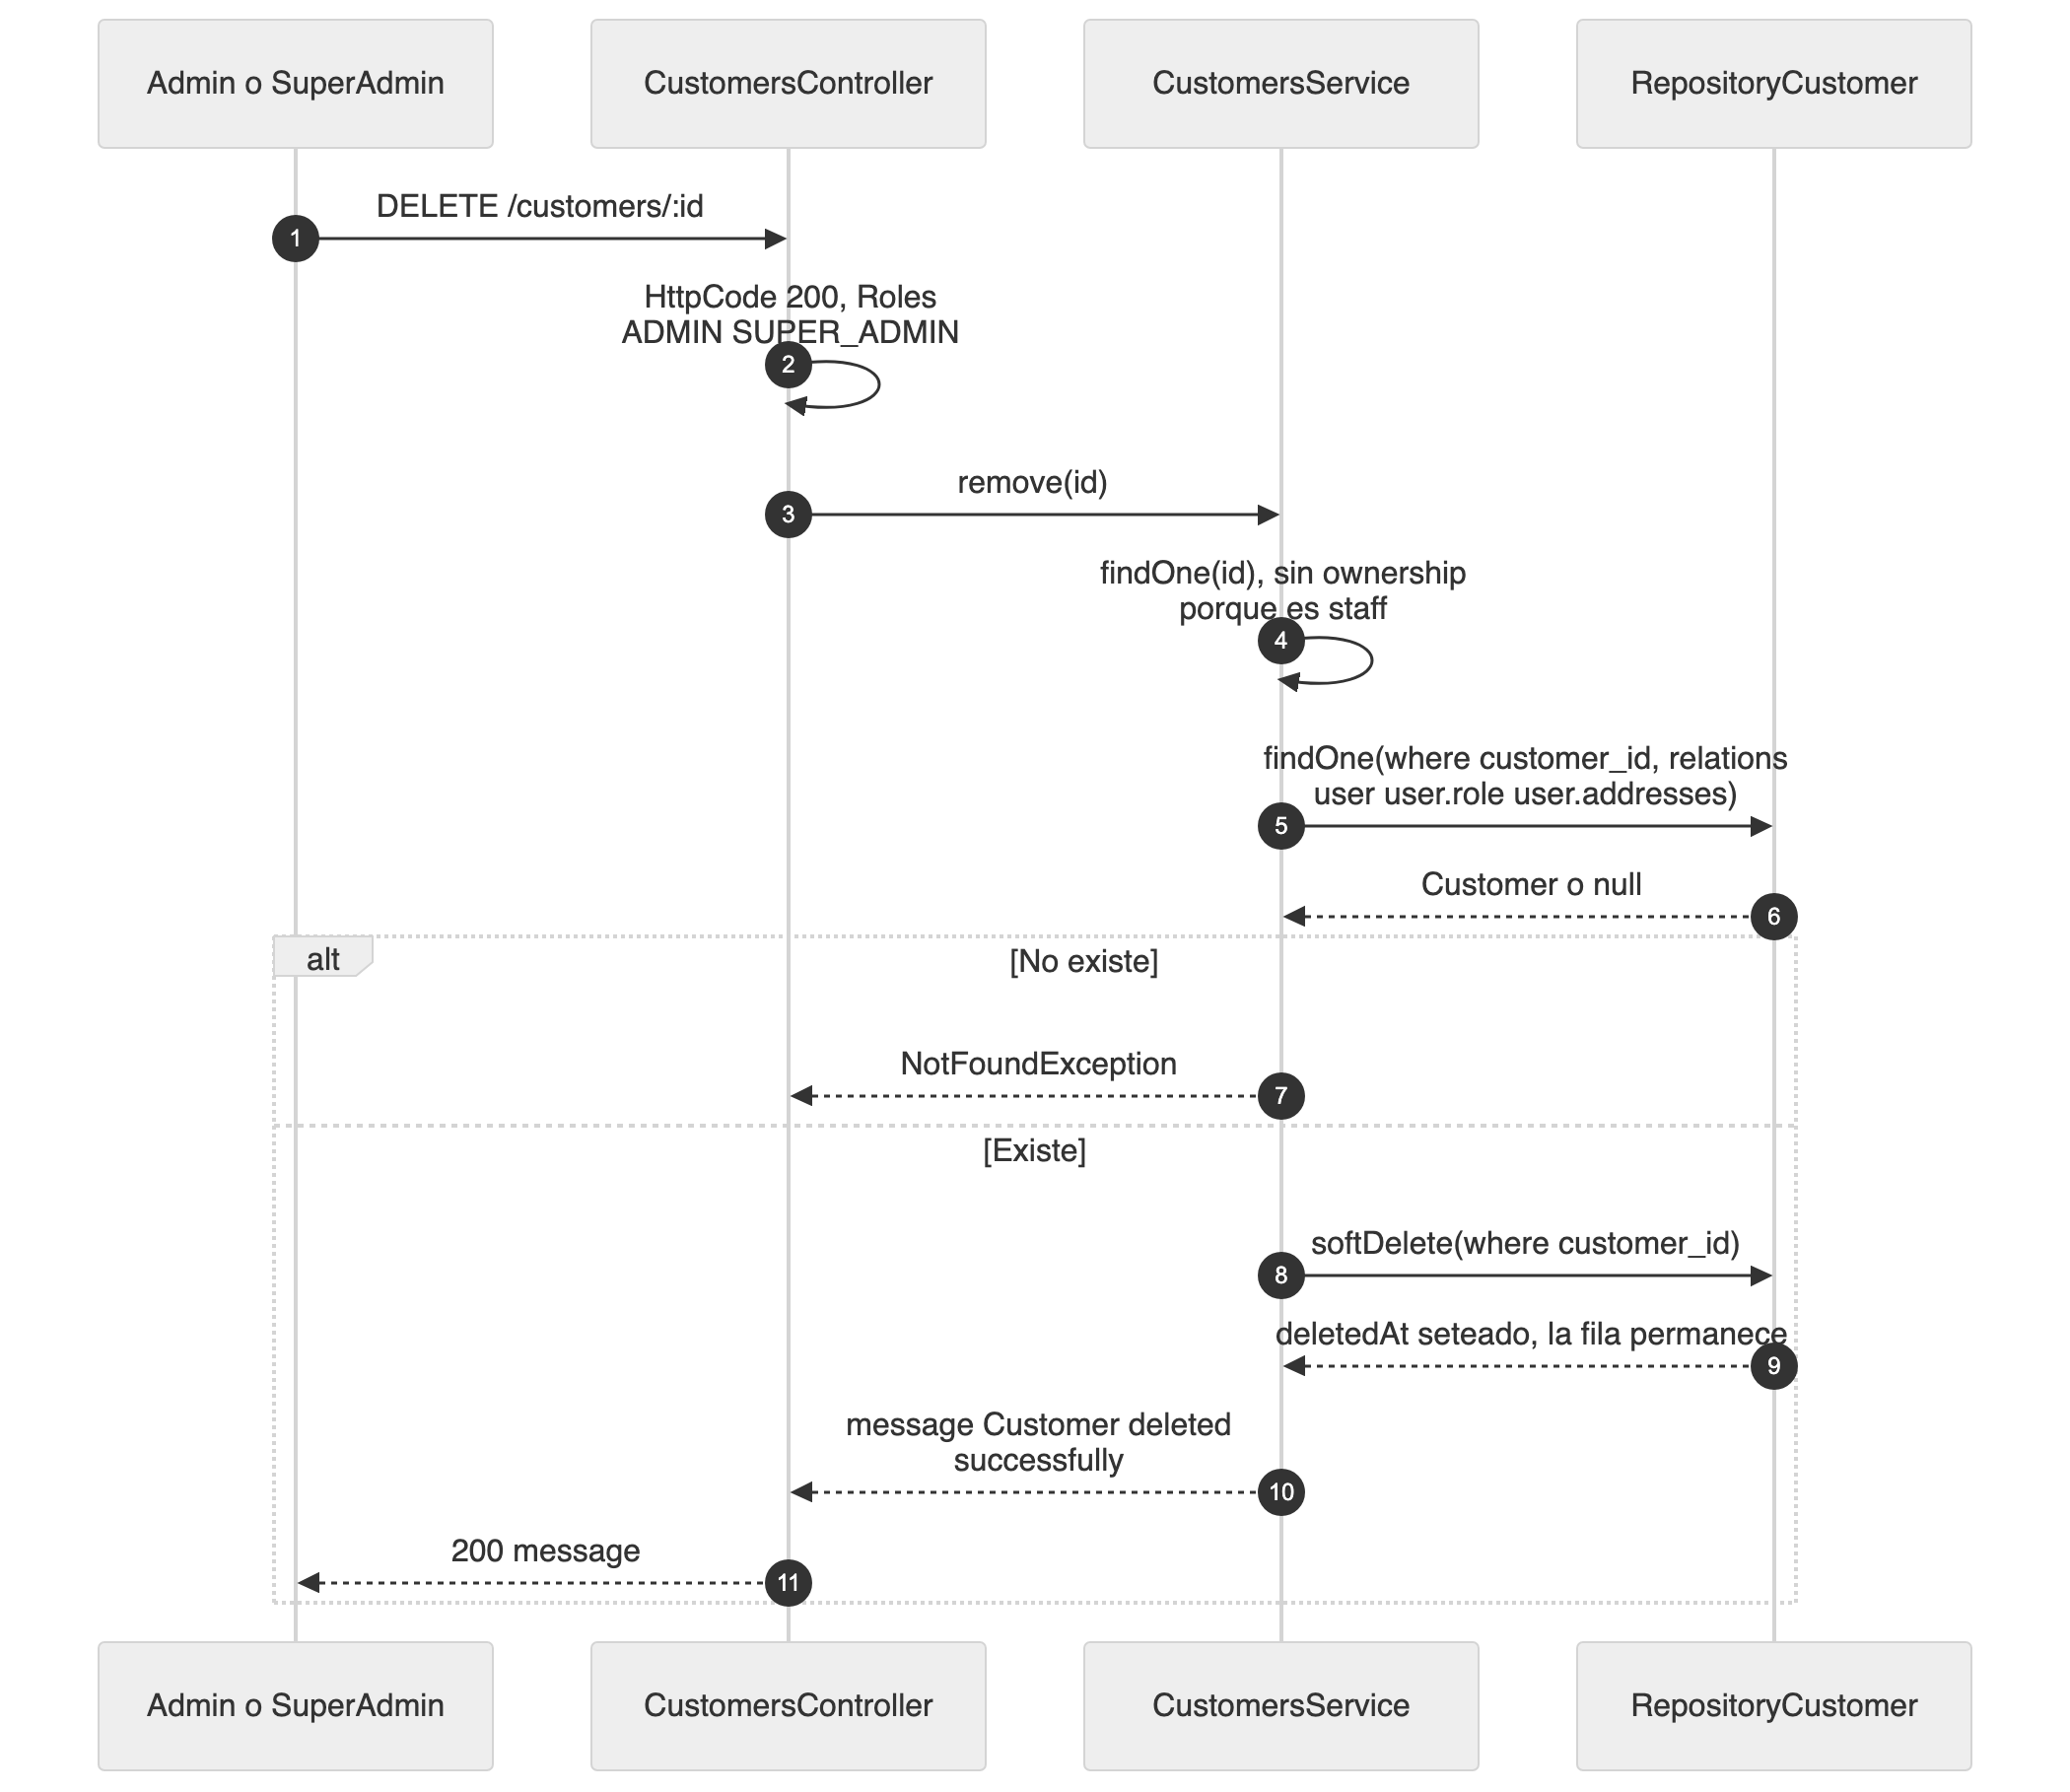 Admin o SuperAdmin
CustomersController
CustomersService
RepositoryCustomer
DELETE /customers/:id
1
HttpCode 200, Roles
ADMIN SUPER_ADMIN
2
remove(id)
3
findOne(id), sin ownership
porque es staff
4
findOne(where customer_id, relations
user user.role user.addresses)
5
Customer o null
6
alt
[No existe]
NotFoundException
7
[Existe]
softDelete(where customer_id)
8
deletedAt seteado, la fila permanece
9
message Customer deleted
successfully
10
200 message
11
Admin o SuperAdmin
CustomersController
CustomersService
RepositoryCustomer